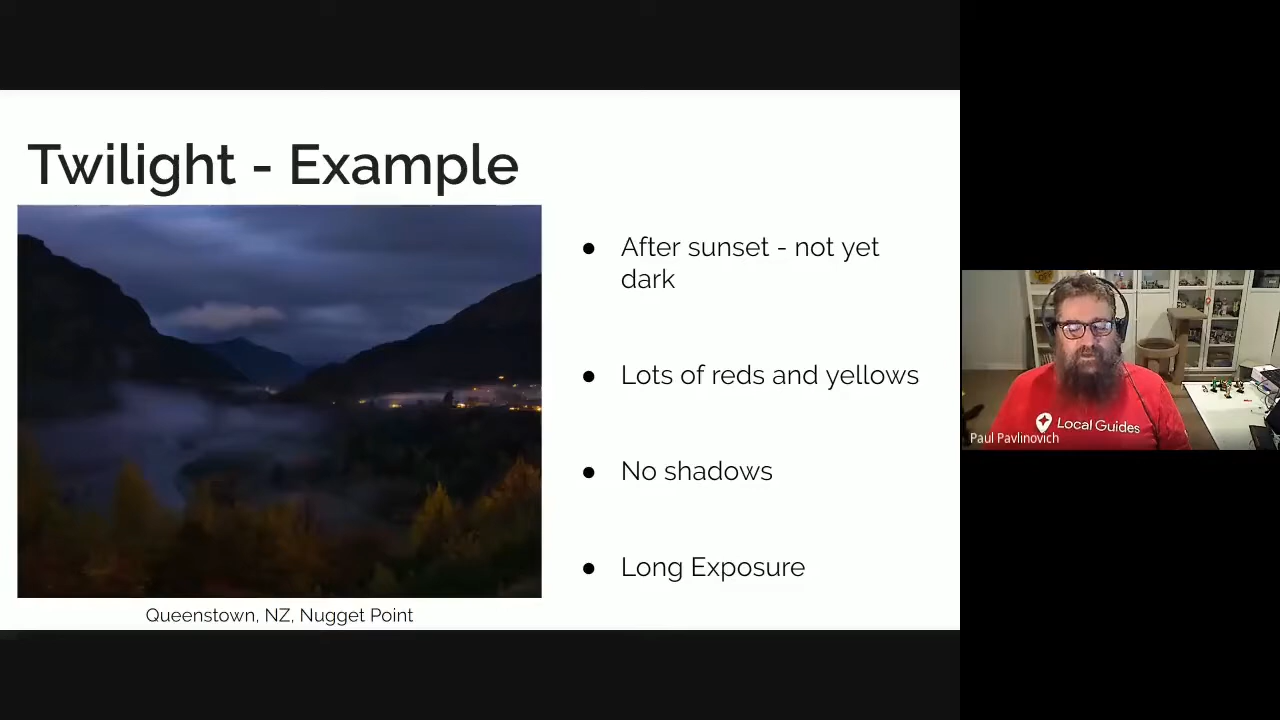 Twilight - Example
● After sunset - not yet
dark
● Lots of reds and yellows
● No shadows
● Long Exposure
Queenstown, NZ, Nugget Point
Local Guides
Paul Pavlinovich